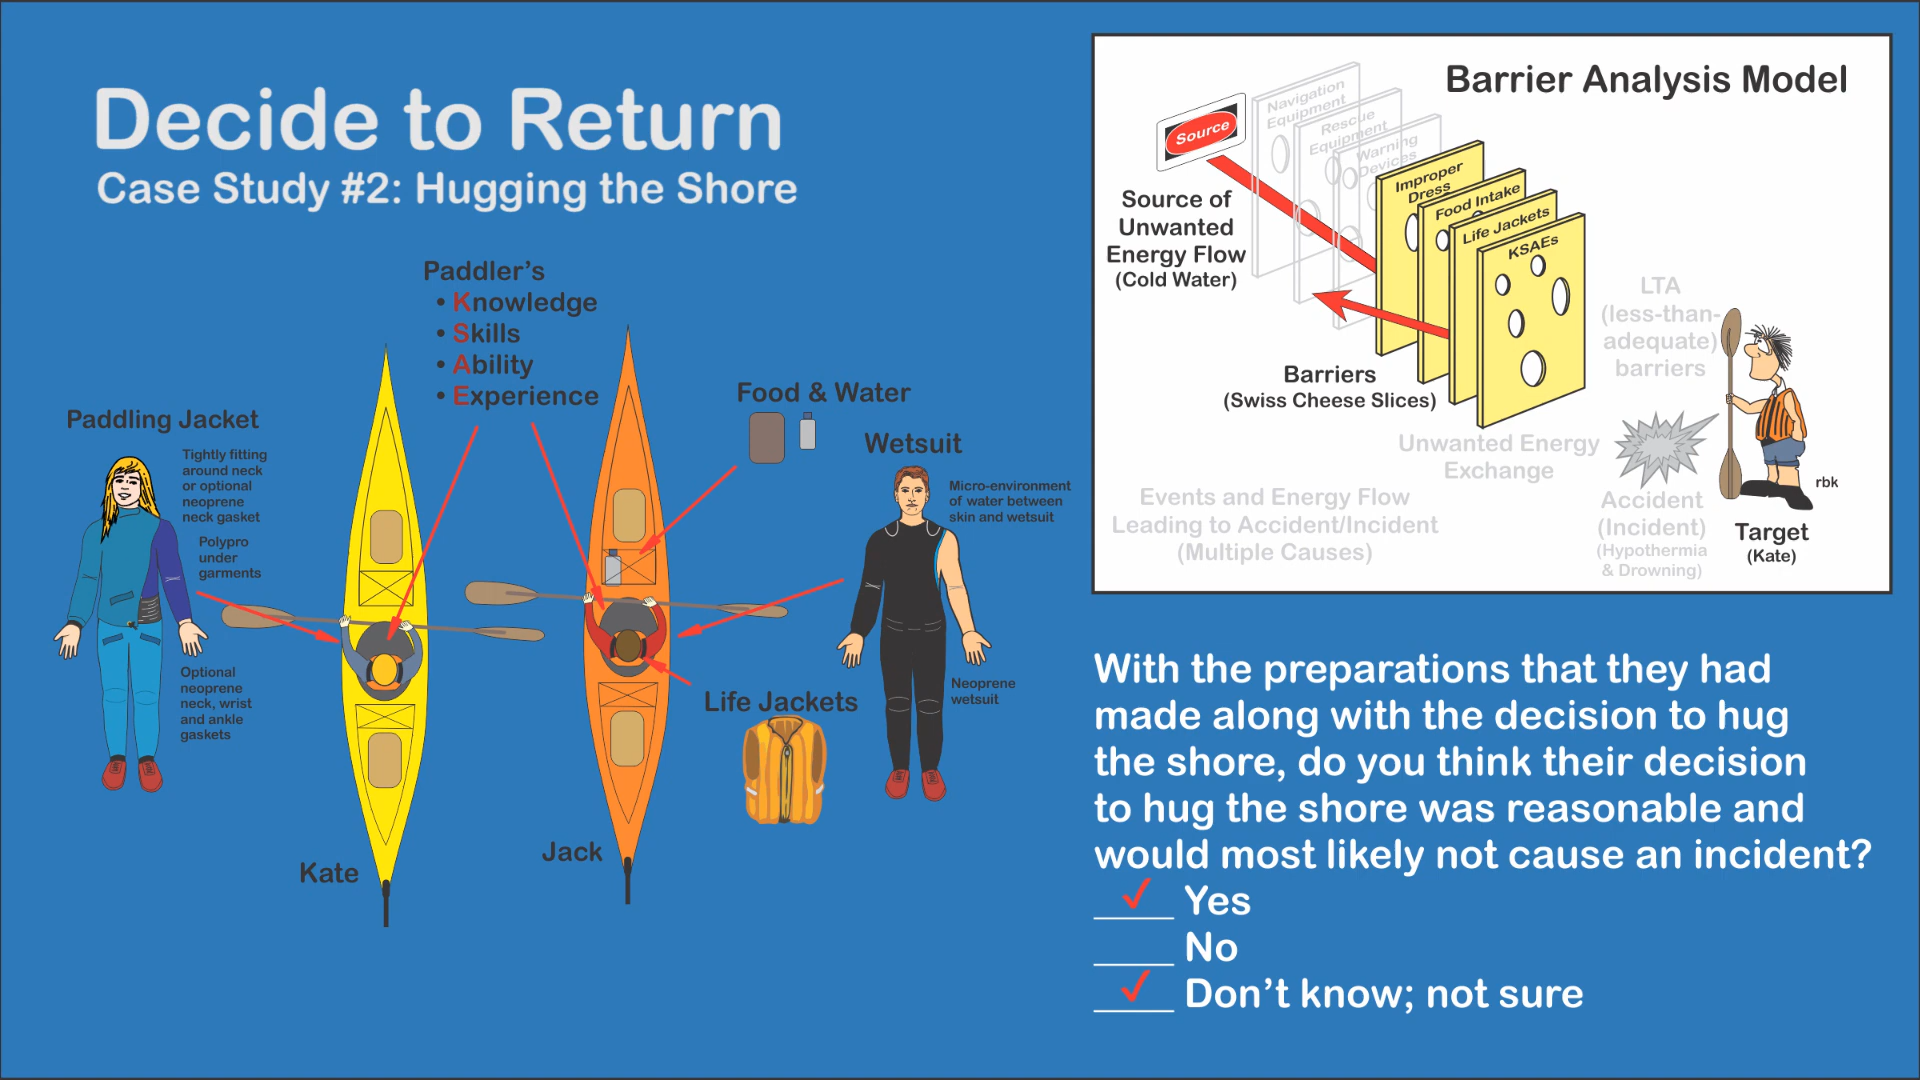 Decide to Return
Case Study #2: Hugging the Shore
Paddler’s
• Knowledge
• Skills
• Ability
• Experience
Paddling Jacket
Tightly fitting
around neck
or optional
neoprene
neck gasket
Polypro
under
garments
Optional
neoprene
neck, wrist
and ankle
gaskets
Kate
Jack
Food & Water
Wetsuit
Micro-environment
of water between
skin and wetsuit
Neoprene
wetsuit
Life Jackets
Barrier Analysis Model
Source
Navigation
Equipment
Rescue
Equipment
Warning
Devices
Improper
Dress
Food Intake
Life Jackets
KSAEs
Source of
Unwanted
Energy Flow
(Cold Water)
Barriers
(Swiss Cheese Slices)
LTA
(less-than-
adequate)
barriers
Unwanted Energy
Exchange
Events and Energy Flow
Leading to Accident/Incident
(Multiple Causes)
Accident
(Incident)
(Hypothermia
& Drowning)
rbk
Target
(Kate)
With the preparations that they had
made along with the decision to hug
the shore, do you think their decision
to hug the shore was reasonable and
would most likely not cause an incident?
✓ Yes
____ No
✓ Don’t know; not sure